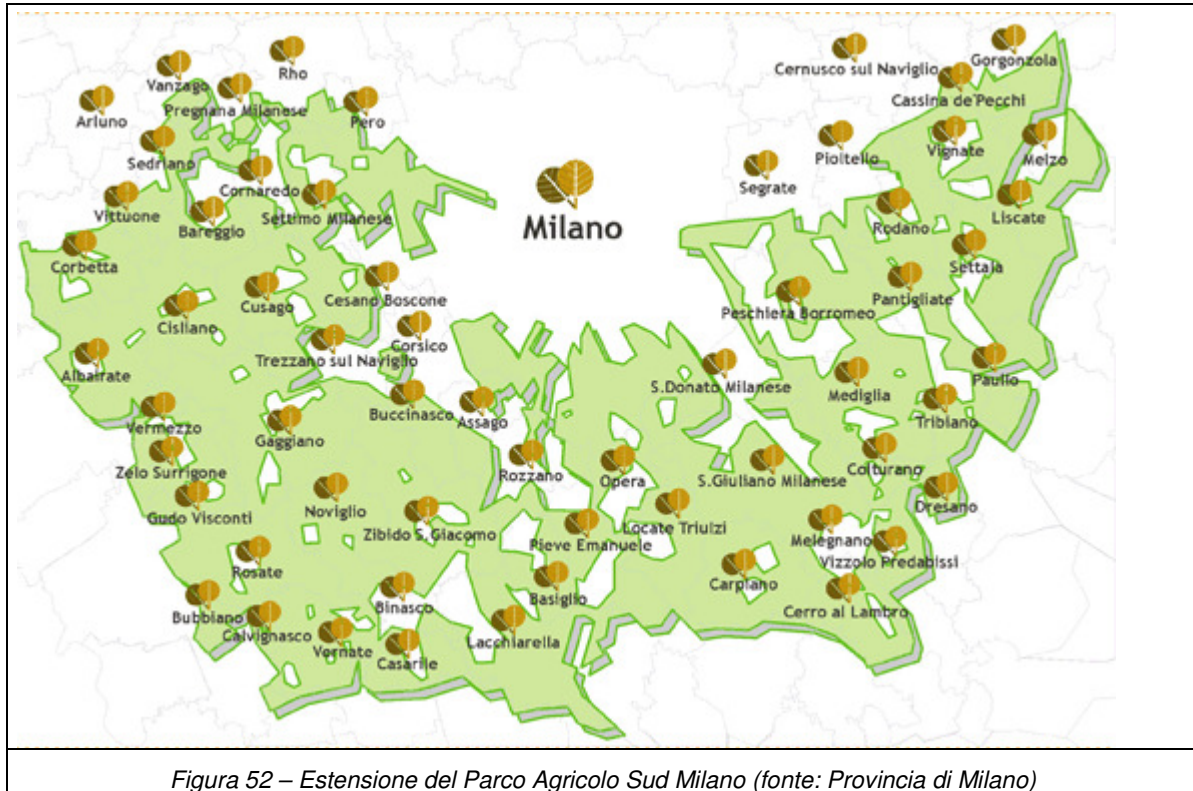 Rho
Gorgonzola
Cernusco sul Naviglio
Vanzago
Cassina de'Pecchi
Pregnana Milanese
Arluno
Pero
Sedriano
Pioltello
Vignate
Melzo
Segrate
Cornaredo
Settimo Milanese
Vittuone
Bareggio
Liscate
Rodano
Milano
Corbetta
Settala
Cusago
Cesano Boscone
Pantigliate
Peschiera Borromeo
Cisliano
Corsico
Trezzano sul Naviglio
Albairate
S.Donato Milanese
Paullo
Mediglia
Buccinasco
Assago
Tribiano
Vermezzo
Gaggiano
Zelo Surrigone
Rozzano
Opera
S.Giuliano Milanese
Colturano
Gudo Visconti
Noviglio
Zibido S.Giacomo
Locate Triulzi
Dresano
Pieve Emanuele
Melegnano
Vizzolo Predabissi
Rosate
Carpiano
Binasco
Basiglio
Cerro al Lambro
Bubbiano
Calvignasco
Vernate
Casarile
Lacchiarella
Figura 52 – Estensione del Parco Agricolo Sud Milano (fonte: Provincia di Milano)